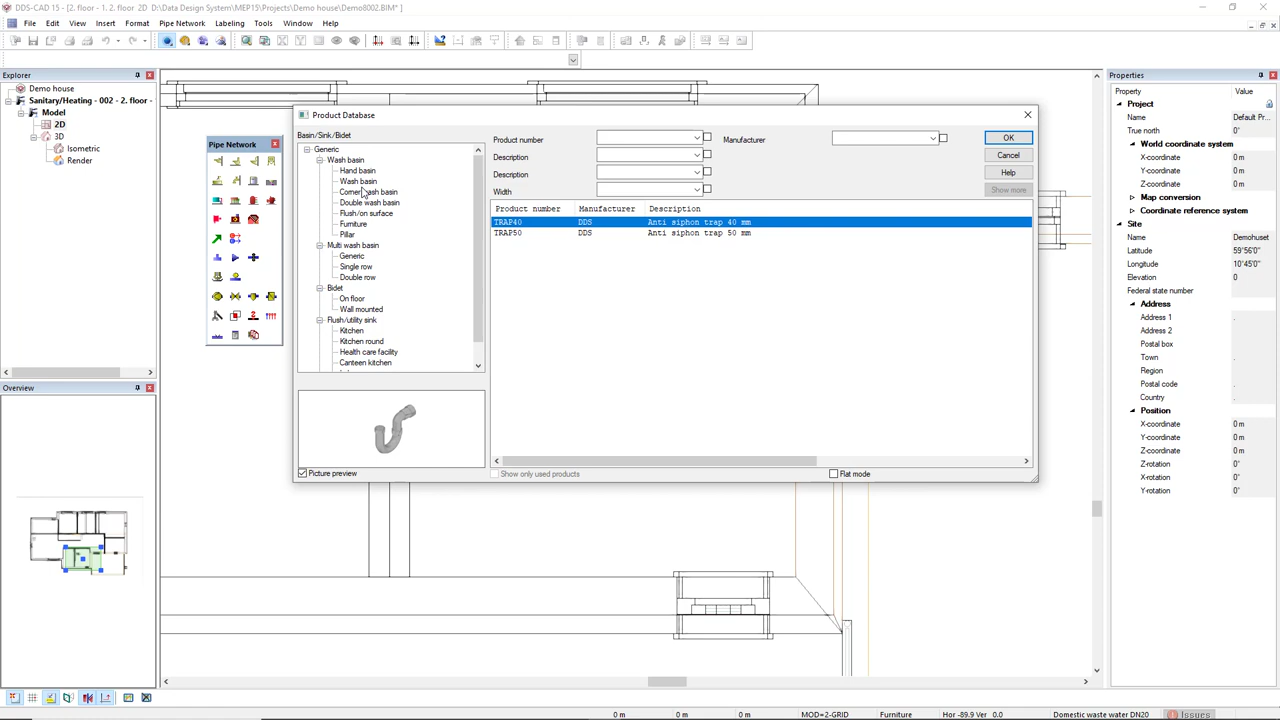 DDS-CAD 15 - [2. floor - 1. 2. floor 2D D:\Data Design System\MEP15\Projects\Demo house\Demo8002.BIM*]
File Edit View Insert Format Pipe Network Labeling Tools Window Help
Explorer
Demo house
Sanitary/Heating - 002 - 2. floor -
Model
2D
3D
Isometric
Render
Pipe Network
Product Database
Basin/Sink/Bidet
Generic
Wash basin
Hand basin
Wash basin
Corner wash basin
Double wash basin
Flush/on surface
Furniture
Pillar
Multi wash basin
Generic
Single row
Double row
Bidet
On floor
Wall mounted
Flush/utility sink
Kitchen
Kitchen round
Health care facility
Canteen kitchen
Picture preview
Product number
Description
Description
Width
Manufacturer
OK
Cancel
Help
Show more
Product number Manufacturer Description
TRAP40 DDS Anti siphon trap 40 mm
TRAP50 DDS Anti siphon trap 50 mm
Show only used products
Flat mode
Overview
Properties
Property Value
Project
Name Default Pr...
True north 0°
World coordinate system
X-coordinate 0 m
Y-coordinate 0 m
Z-coordinate 0 m
Map conversion
Coordinate reference system
Site
Name Demohuset
Latitude 59°56'0"
Longitude 10°45'0"
Elevation 0
Federal state number
Address
Address 1 .
Address 2
Postal box
Town .
Region
Postal code .
Country .
Position
X-coordinate 0 m
Y-coordinate 0 m
Z-coordinate 0 m
Z-rotation 0°
X-rotation 0°
Y-rotation 0°
0 m 0 m 0 m MOD=2-GRID Furniture Hor -89.9 Ver 0.0 Domestic waste water DN20 Issues